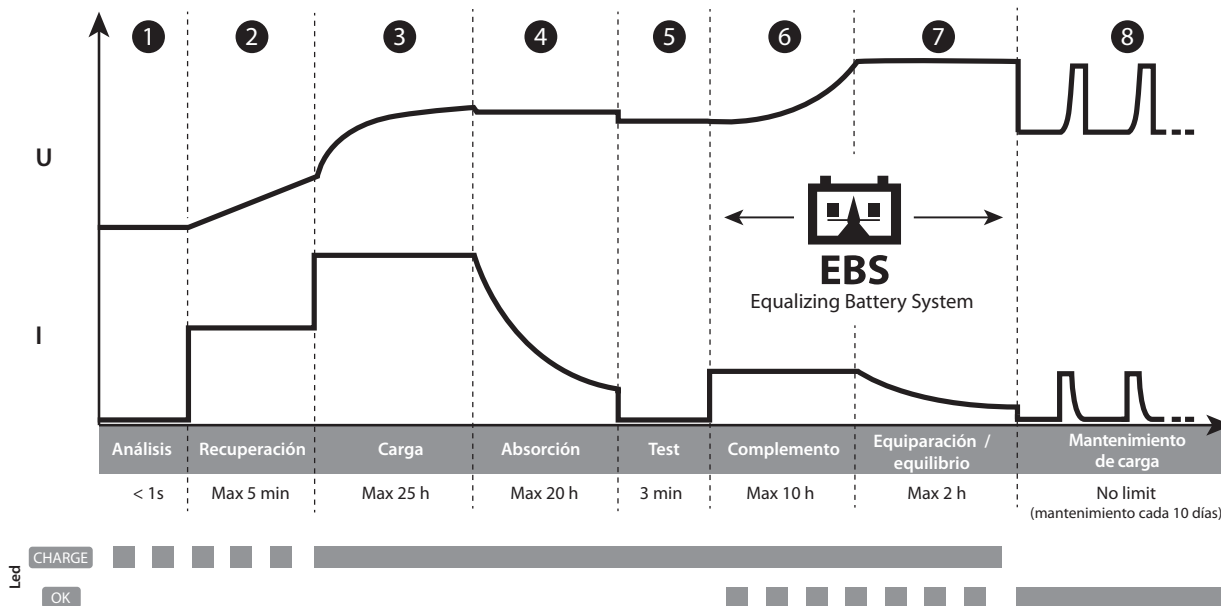 1 2 3 4 5 6 7 8
U
EBS
Equalizing Battery System
I
Análisis Recuperación Carga Absorción Test Complemento Equiparación / Mantenimiento
equilibrio de carga
< 1s Max 5 min Max 25 h Max 20 h 3 min Max 10 h Max 2 h No limit
(mantenimiento cada 10 días)
Led
CHARGE
OK